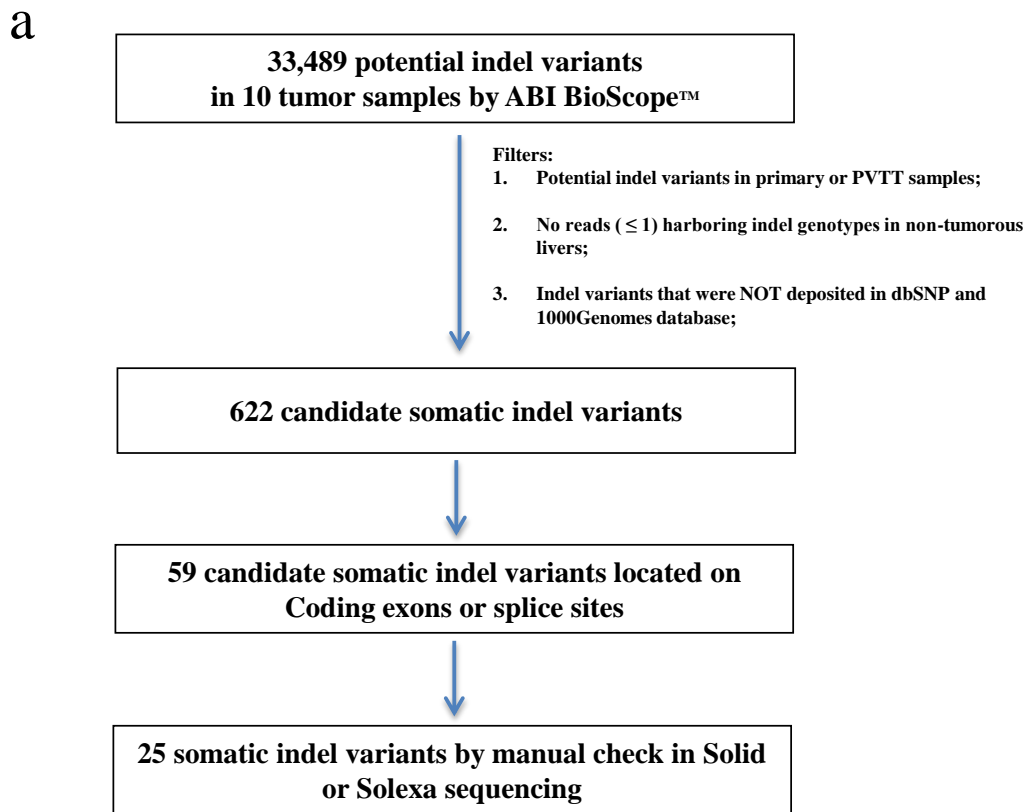 a
33,489 potential indel variants
in 10 tumor samples by ABI BioScope™
Filters:
1. Potential indel variants in primary or PVTT samples;
2. No reads ( ≤ 1) harboring indel genotypes in non-tumorous
livers;
3. Indel variants that were NOT deposited in dbSNP and
1000Genomes database;
622 candidate somatic indel variants
59 candidate somatic indel variants located on
Coding exons or splice sites
25 somatic indel variants by manual check in Solid
or Solexa sequencing